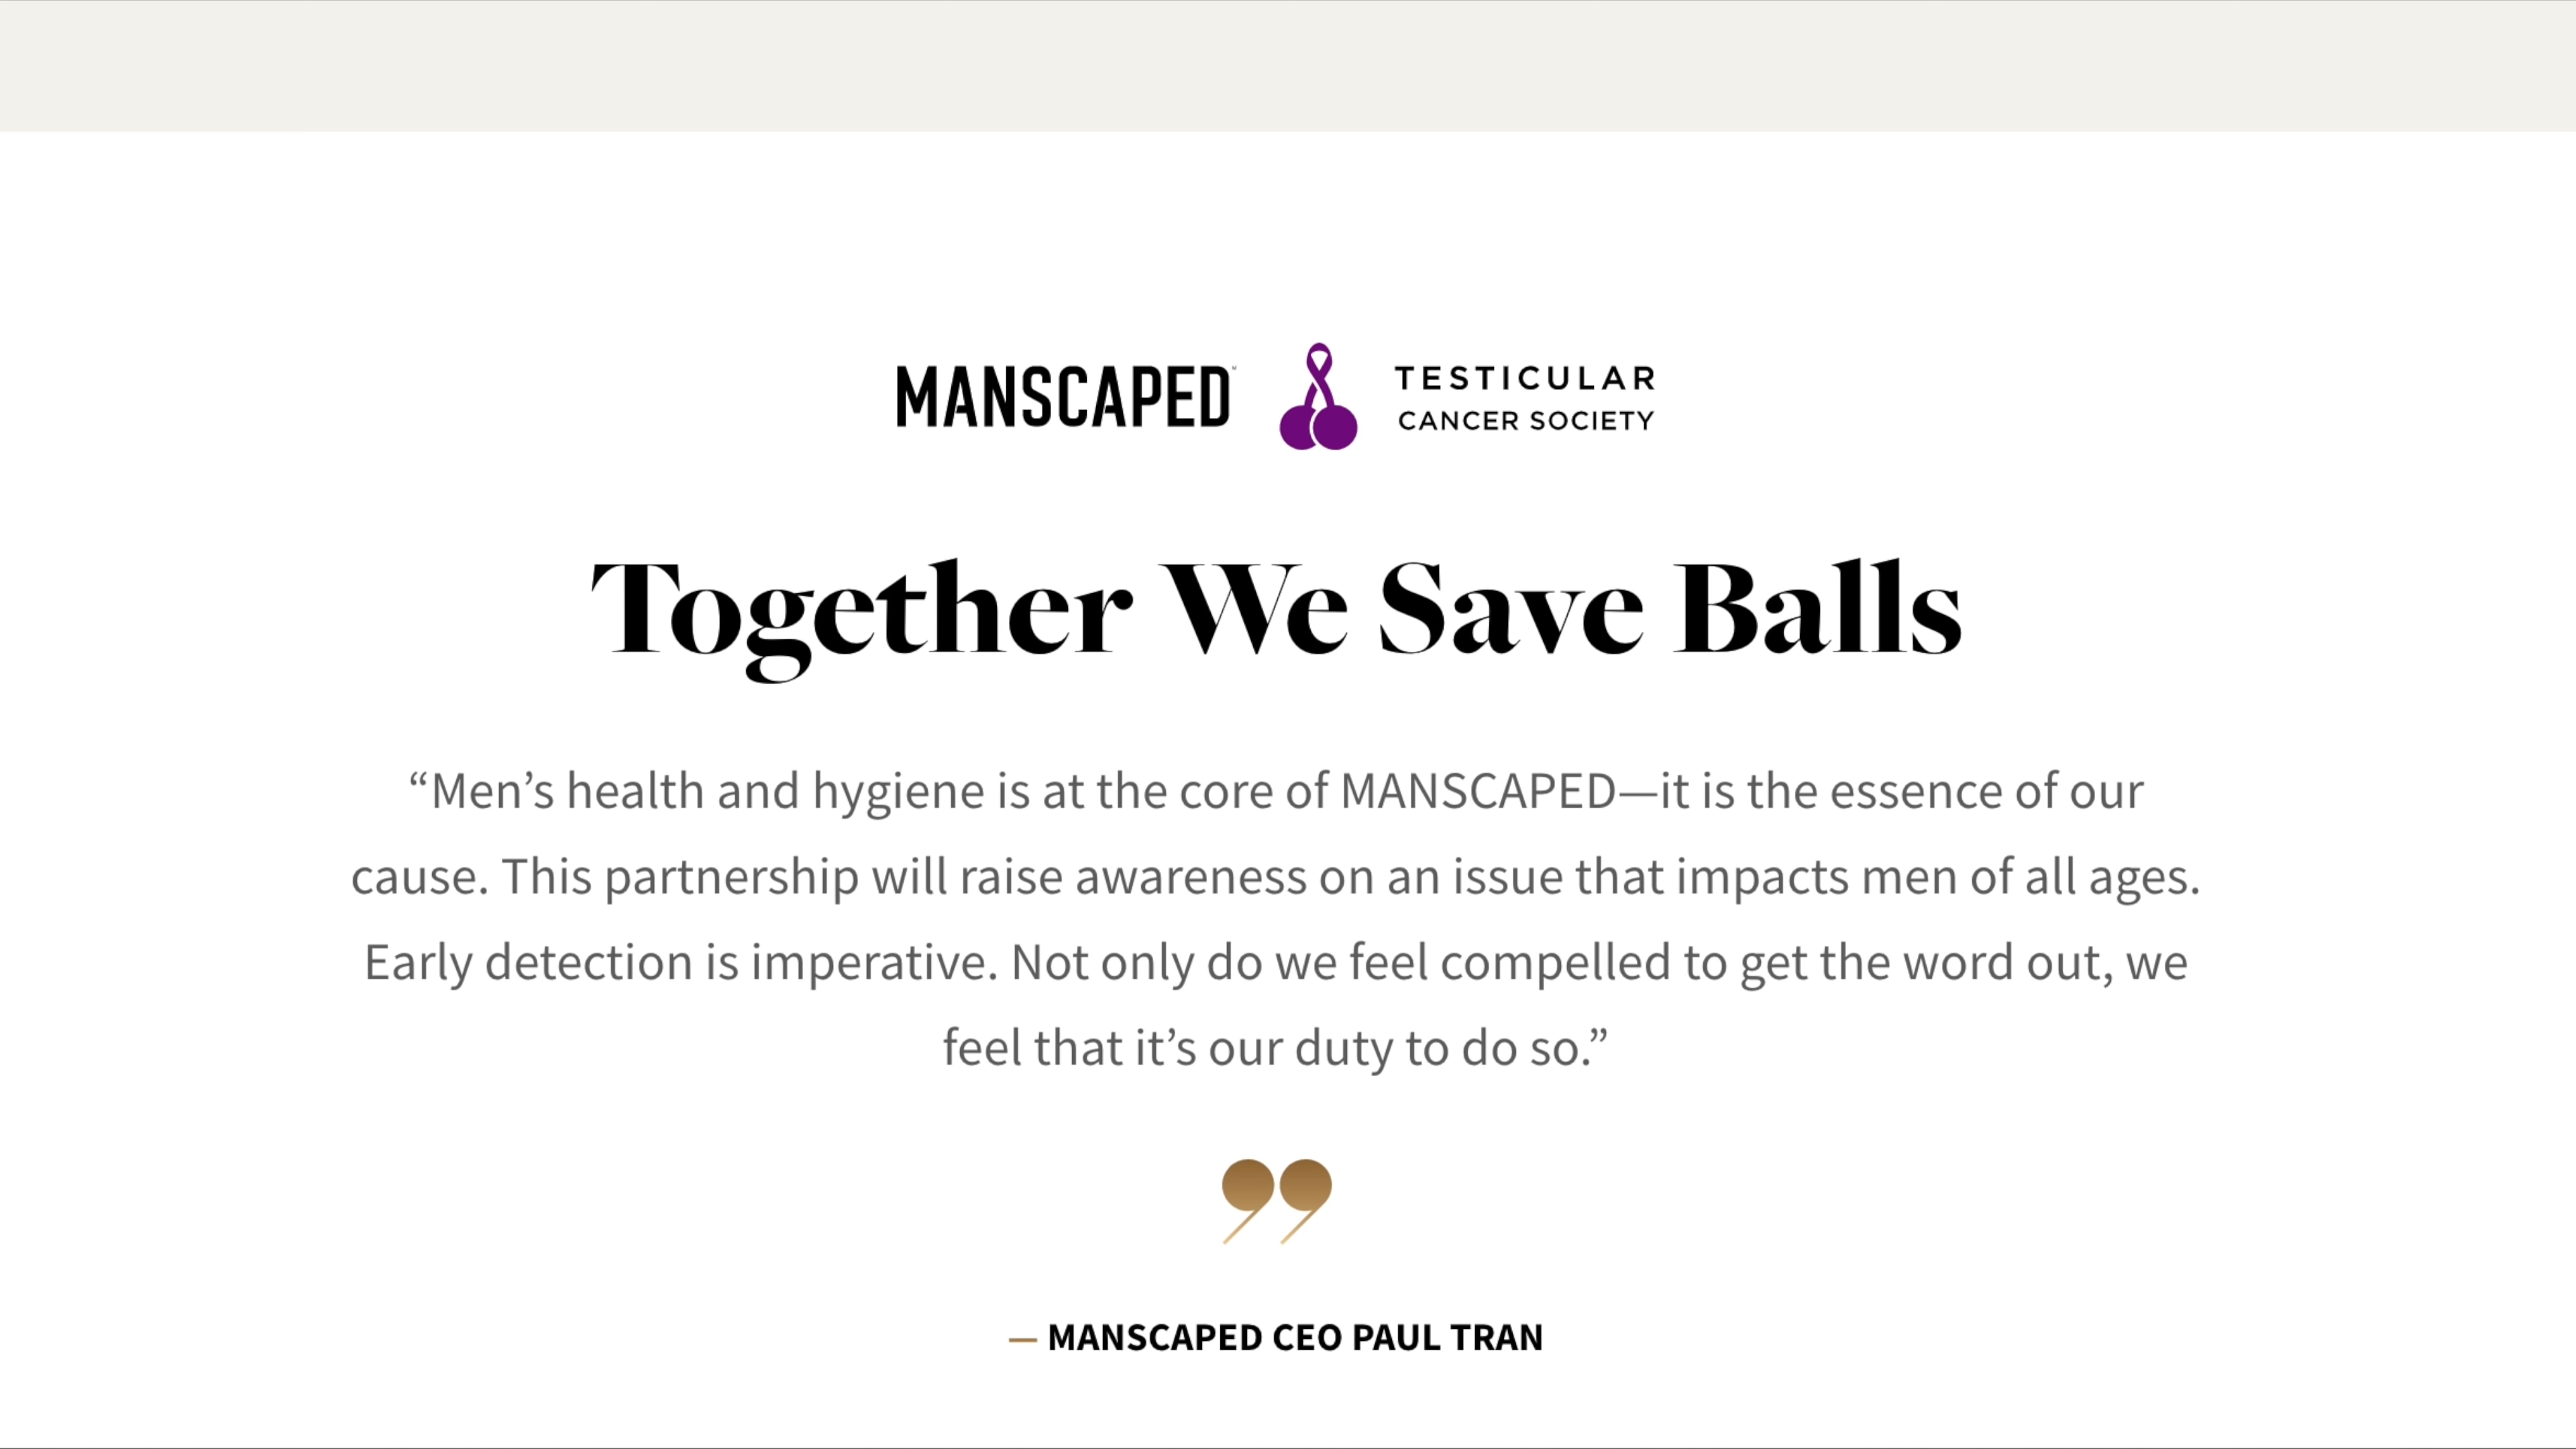 MANSCAPED™
TESTICULAR
CANCER SOCIETY
Together We Save Balls
“Men’s health and hygiene is at the core of MANSCAPED—it is the essence of our
cause. This partnership will raise awareness on an issue that impacts men of all ages.
Early detection is imperative. Not only do we feel compelled to get the word out, we
feel that it’s our duty to do so.”
”
— MANSCAPED CEO PAUL TRAN